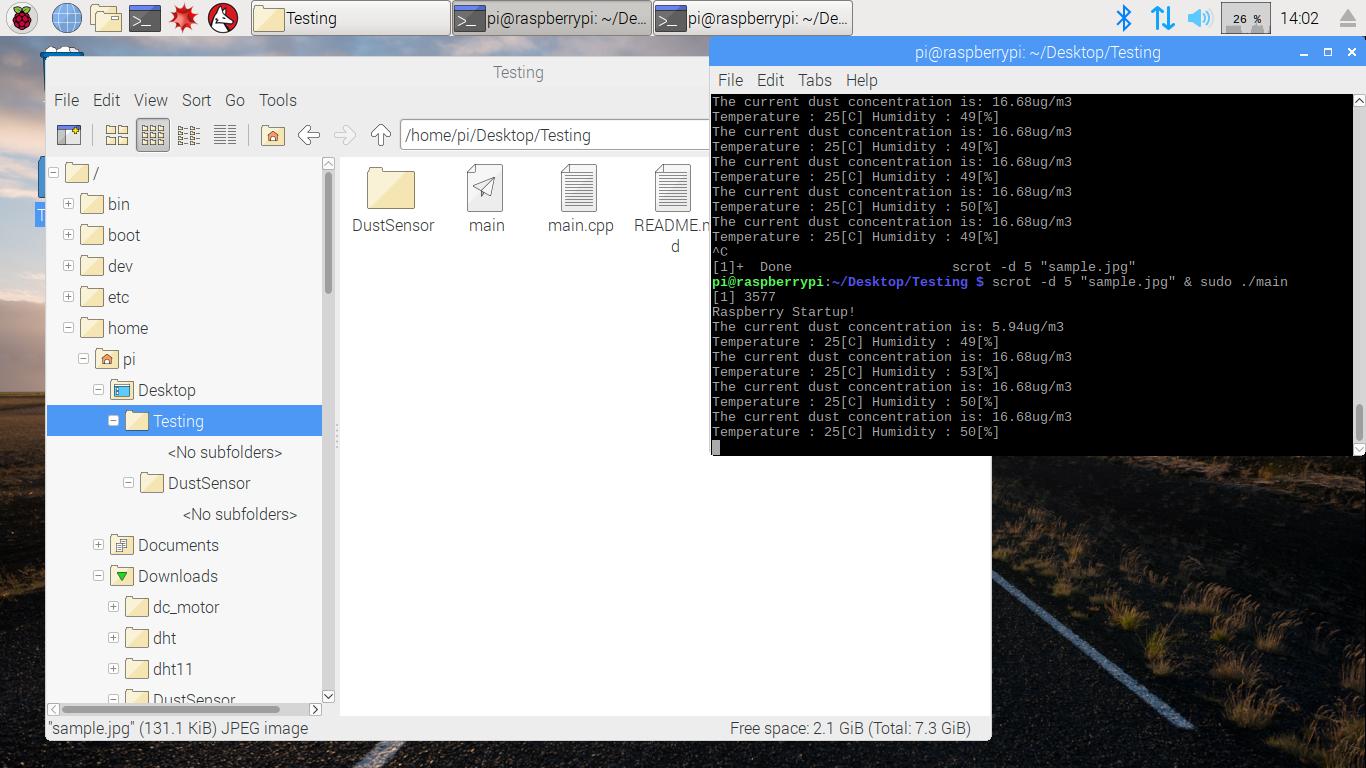 Testing
pi@raspberrypi: ~/De...
pi@raspberrypi: ~/De...
26 %
14:02
Testing
File Edit View Sort Go Tools
/home/pi/Desktop/Testing
/
bin
boot
dev
etc
home
pi
Desktop
Testing
<No subfolders>
DustSensor
<No subfolders>
Documents
Downloads
dc_motor
dht
dht11
DustSensor
DustSensor
main
main.cpp
README.m
d
"sample.jpg" (131.1 KiB) JPEG image
Free space: 2.1 GiB (Total: 7.3 GiB)
pi@raspberrypi: ~/Desktop/Testing
File Edit Tabs Help
The current dust concentration is: 16.68ug/m3
Temperature : 25[C] Humidity : 49[%]
The current dust concentration is: 16.68ug/m3
Temperature : 25[C] Humidity : 49[%]
The current dust concentration is: 16.68ug/m3
Temperature : 25[C] Humidity : 49[%]
The current dust concentration is: 16.68ug/m3
Temperature : 25[C] Humidity : 50[%]
The current dust concentration is: 16.68ug/m3
Temperature : 25[C] Humidity : 49[%]
^C
[1]+  Done                    scrot -d 5 "sample.jpg"
pi@raspberrypi:~/Desktop/Testing $ scrot -d 5 "sample.jpg" & sudo ./main
[1] 3577
Raspberry Startup!
The current dust concentration is: 5.94ug/m3
Temperature : 25[C] Humidity : 49[%]
The current dust concentration is: 16.68ug/m3
Temperature : 25[C] Humidity : 53[%]
The current dust concentration is: 16.68ug/m3
Temperature : 25[C] Humidity : 50[%]
The current dust concentration is: 16.68ug/m3
Temperature : 25[C] Humidity : 50[%]